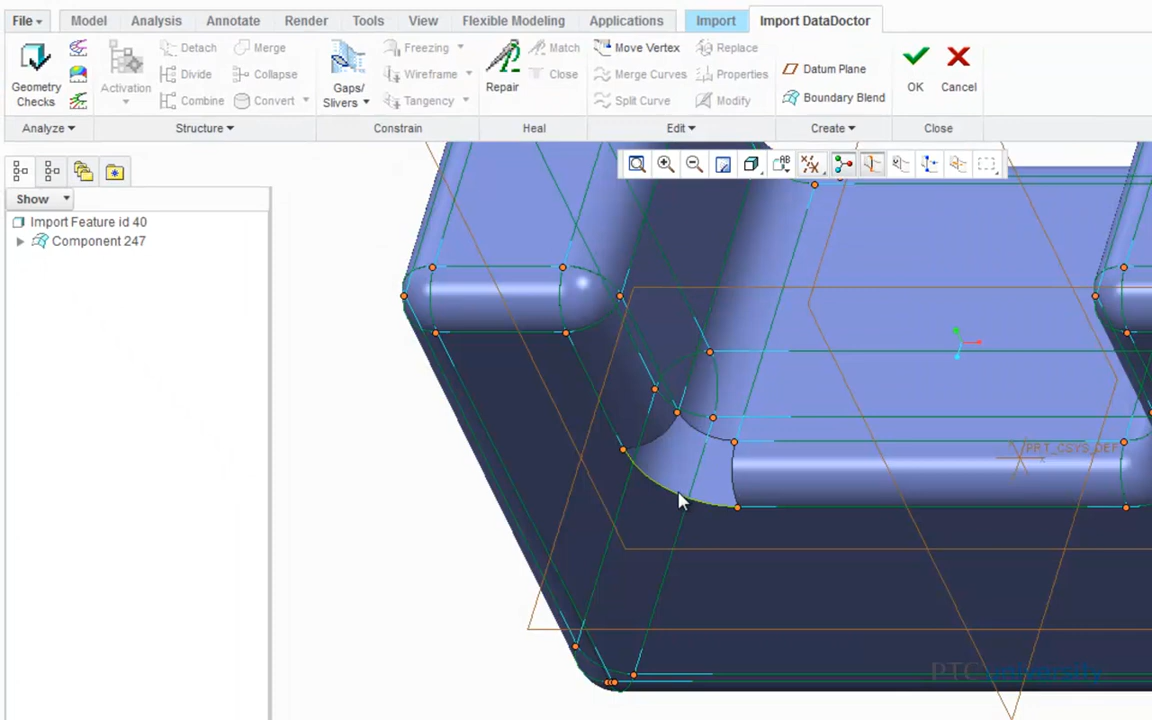 File Model Analysis Annotate Render Tools View Flexible Modeling Applications Import Import DataDoctor
Geometry Checks
Activation
Detach
Divide
Combine
Merge
Collapse
Convert
Gaps/ Slivers
Freezing
Wireframe
Tangency
Repair
Match
Close
Move Vertex
Merge Curves
Split Curve
Replace
Properties
Modify
Datum Plane
Boundary Blend
OK
Cancel
Analyze Structure Constrain Heal Edit Create Close
Show
Import Feature id 40
Component 247
PRT_CSYS_DEF
PTC University